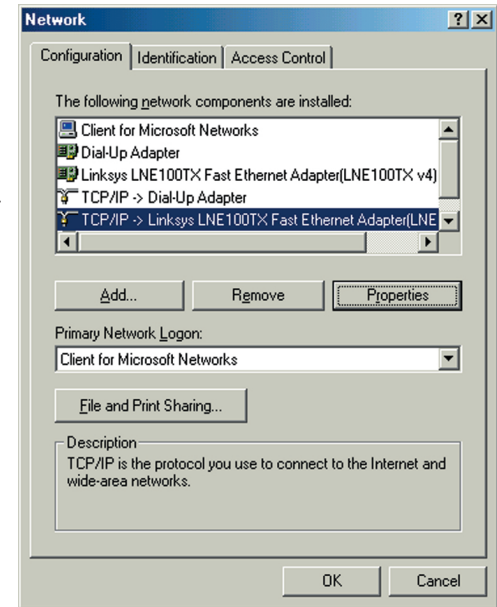 Network
Configuration Identification Access Control
The following network components are installed:
Client for Microsoft Networks
Dial-Up Adapter
Linksys LNE100TX Fast Ethernet Adapter(LNE100TX v4)
TCP/IP -> Dial-Up Adapter
TCP/IP -> Linksys LNE100TX Fast Ethernet Adapter(LNE
Add... Remove Properties
Primary Network Logon:
Client for Microsoft Networks
File and Print Sharing...
Description
TCP/IP is the protocol you use to connect to the Internet and
wide-area networks.
OK Cancel